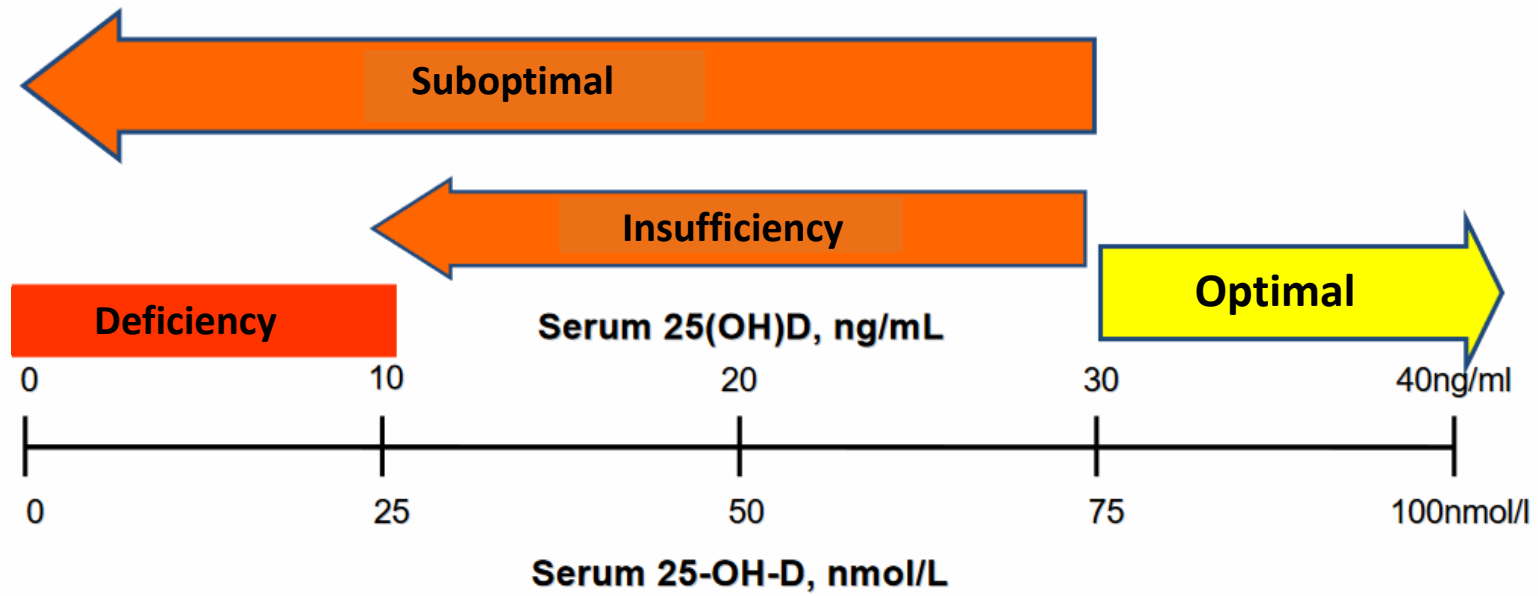 Suboptimal
Insufficiency
Optimal
Deficiency
Serum 25(OH)D, ng/mL
0 10 20 30 40ng/ml
0 25 50 75 100nmol/l
Serum 25-OH-D, nmol/L